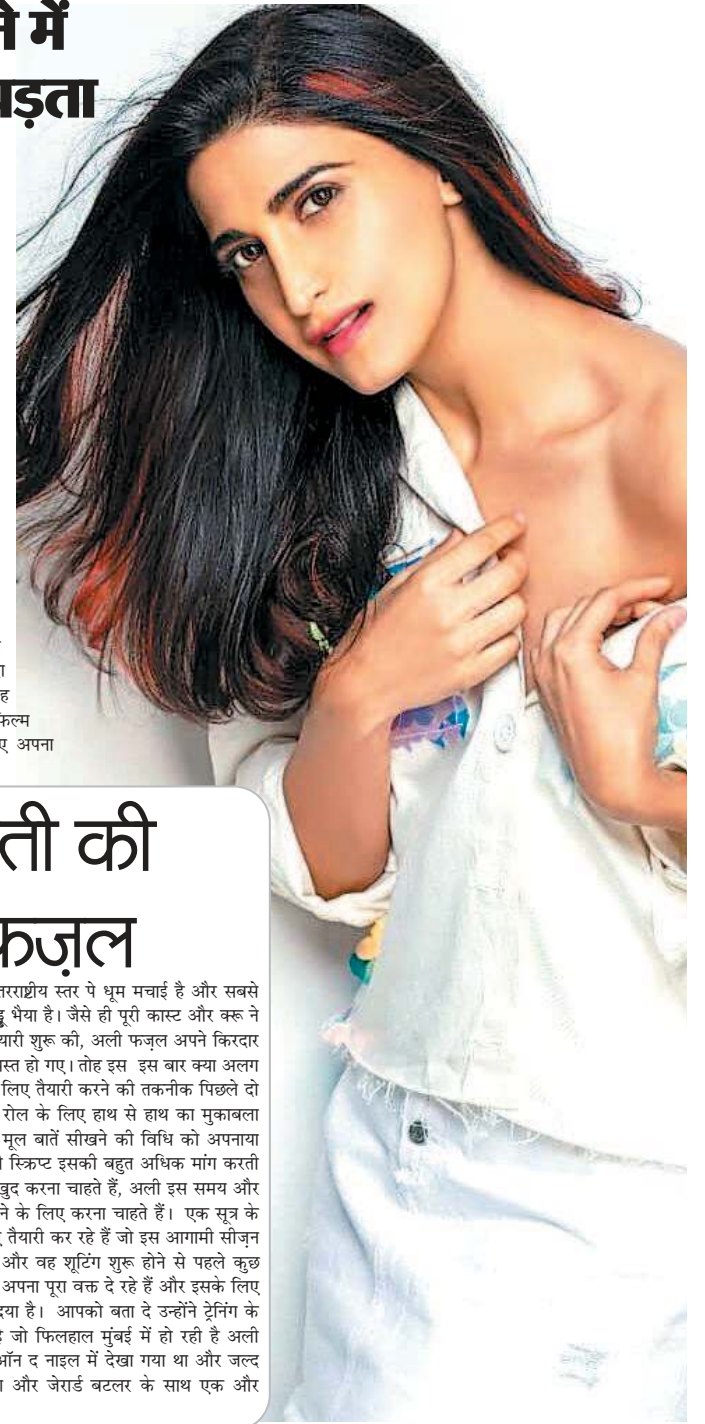 में
ड़ता
ह
फिल्म
ए अपना
ती की
फज़ल
तरराष्ट्रीय स्तर पे धूम मचाई है और सबसे
डू भैया है। जैसे ही पूरी कास्ट और क्रू ने
यारी शुरू की, अली फज़ल अपने किरदार
स्त हो गए। तोह इस इस बार क्या अलग
लिए तैयारी करने की तकनीक पिछले दो
रोल के लिए हाथ से हाथ का मुकाबला
मूल बातें सीखने की विधि को अपनाया
स्क्रिप्ट इसकी बहुत अधिक मांग करती
खुद करना चाहते हैं, अली इस समय और
ने के लिए करना चाहते हैं। एक सूत्र के
तैयारी कर रहे हैं जो इस आगामी सीज़न
और वह शूटिंग शुरू होने से पहले कुछ
अपना पूरा वक्त दे रहे हैं और इसके लिए
दया है। आपको बता दे उन्होंने ट्रेनिंग के
है जो फिलहाल मुंबई में हो रही है अली
ऑन द नाइल में देखा गया था और जल्द
और जेरार्ड बटलर के साथ एक और